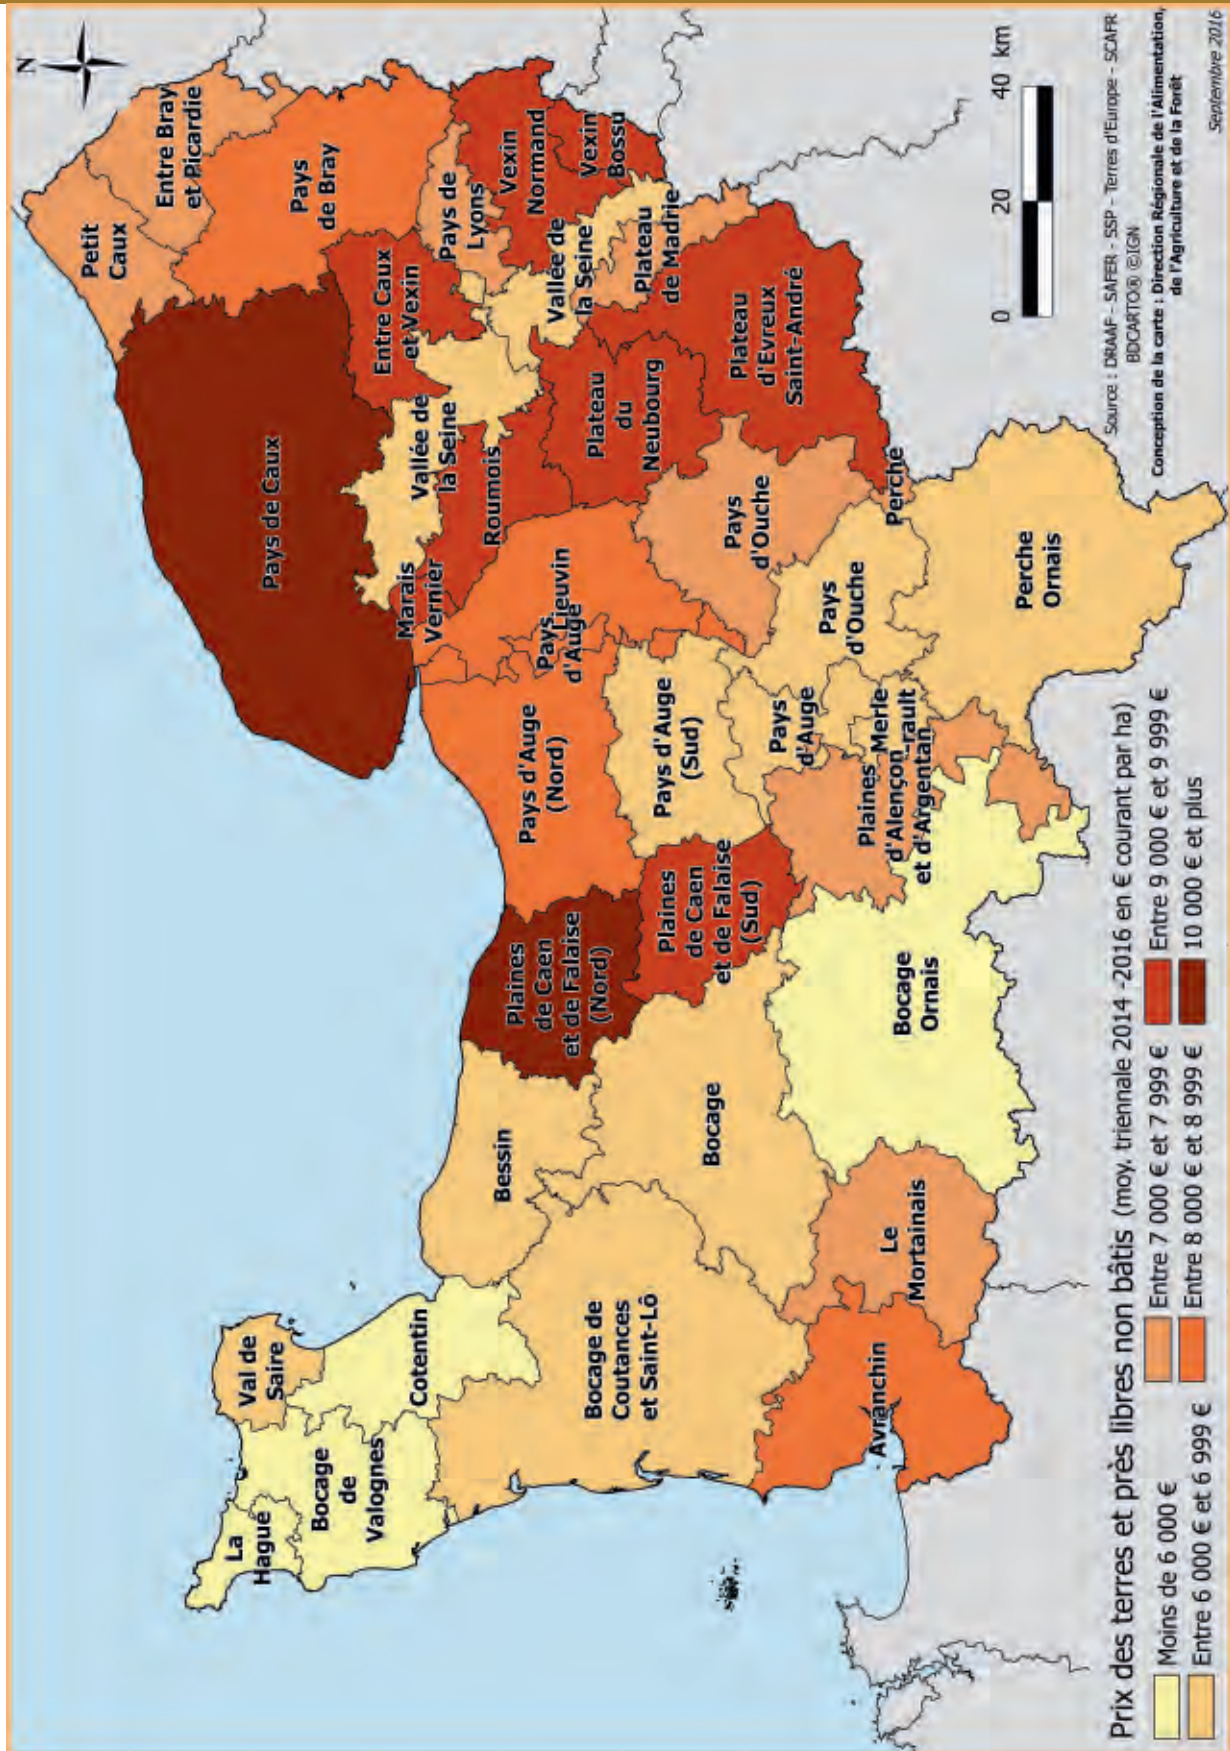 N
La
Hague
Val de
Saire
Bocage
de
Valognes
Cotentin
Bocage de
Coutances
et Saint-Lô
Avranchin
Le
Mortainais
Bessin
Bocage
Bocage
Ornais
Plaines
de Caen
et de Falaise
(Nord)
Plaines
de Caen
et de Falaise
(Sud)
Pays d'Auge
(Nord)
Pays d'Auge
(Sud)
Pays
d'Auge
Plaines
d'Alençon
et d'Argentan
Merle
-rault
Pays
d'Auge
Lieuvin
Marais
Vernier
Pays de Caux
Vallée de
la Seine
Roumois
Pays
d'Ouche
Pays
d'Ouche
Perche
Ornais
Perche
Plateau
du
Neubourg
Plateau
d'Evreux
Saint-André
Entre Caux
et Vexin
Vallée de
la Seine
Plateau
de Madrie
Petit
Caux
Entre Bray
et Picardie
Pays
de Bray
Pays de
Lyons
Vexin
Normand
Vexin
Bossu
0 20 40 km
Source : DRAAF - SAFER - SSP - Terres d'Europe - SCAFR
BDCARTO® ©IGN
Conception de la carte : Direction Régionale de l'Alimentation,
de l'Agriculture et de la Forêt
Septembre 2016
Prix des terres et près libres non bâtis (moy. triennale 2014 -2016 en € courant par ha)
Moins de 6 000 €
Entre 6 000 € et 6 999 €
Entre 7 000 € et 7 999 €
Entre 8 000 € et 8 999 €
Entre 9 000 € et 9 999 €
10 000 € et plus